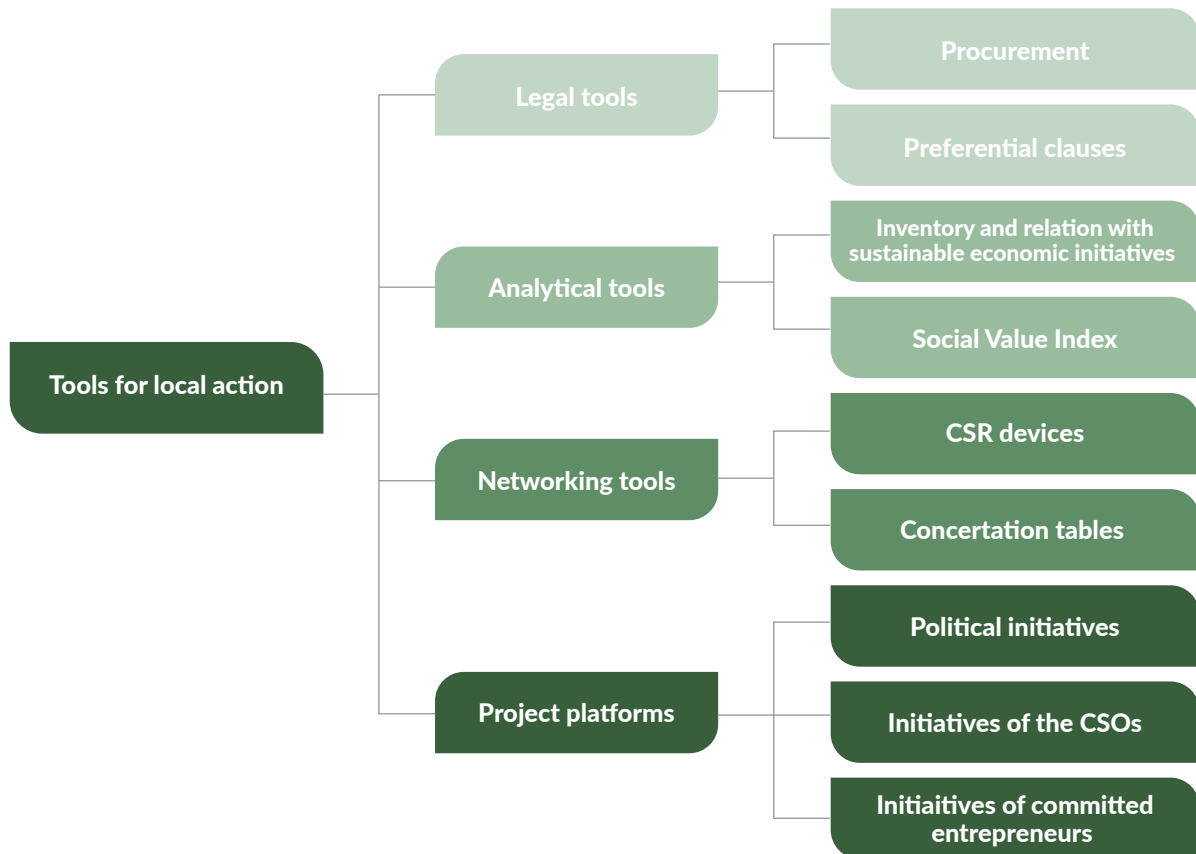 Tools for local action
Legal tools
Procurement
Preferential clauses
Analytical tools
Inventory and relation with
sustainable economic initiatives
Social Value Index
Networking tools
CSR devices
Concertation tables
Project platforms
Political initiatives
Initiatives of the CSOs
Initiaitives of committed
entrepreneurs